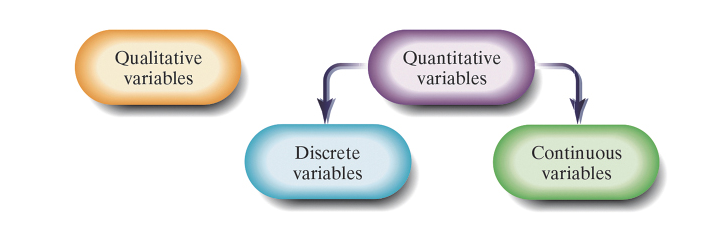 Qualitative
variables
Quantitative
variables
Discrete
variables
Continuous
variables